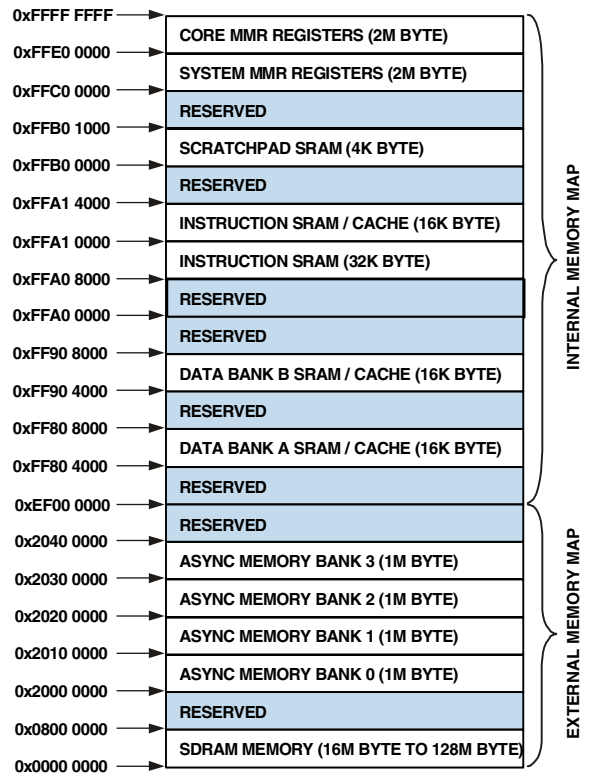 0xFFFF FFFF
CORE MMR REGISTERS (2M BYTE)
0xFFE0 0000
SYSTEM MMR REGISTERS (2M BYTE)
0xFFC0 0000
RESERVED
0xFFB0 1000
SCRATCHPAD SRAM (4K BYTE)
0xFFB0 0000
RESERVED
0xFFA1 4000
INSTRUCTION SRAM / CACHE (16K BYTE)
0xFFA1 0000
INSTRUCTION SRAM (32K BYTE)
0xFFA0 8000
RESERVED
0xFFA0 0000
RESERVED
0xFF90 8000
DATA BANK B SRAM / CACHE (16K BYTE)
0xFF90 4000
RESERVED
0xFF80 8000
DATA BANK A SRAM / CACHE (16K BYTE)
0xFF80 4000
RESERVED
0xEF00 0000
RESERVED
0x2040 0000
ASYNC MEMORY BANK 3 (1M BYTE)
0x2030 0000
ASYNC MEMORY BANK 2 (1M BYTE)
0x2020 0000
ASYNC MEMORY BANK 1 (1M BYTE)
0x2010 0000
ASYNC MEMORY BANK 0 (1M BYTE)
0x2000 0000
RESERVED
0x0800 0000
SDRAM MEMORY (16M BYTE TO 128M BYTE)
0x0000 0000
INTERNAL MEMORY MAP
EXTERNAL MEMORY MAP